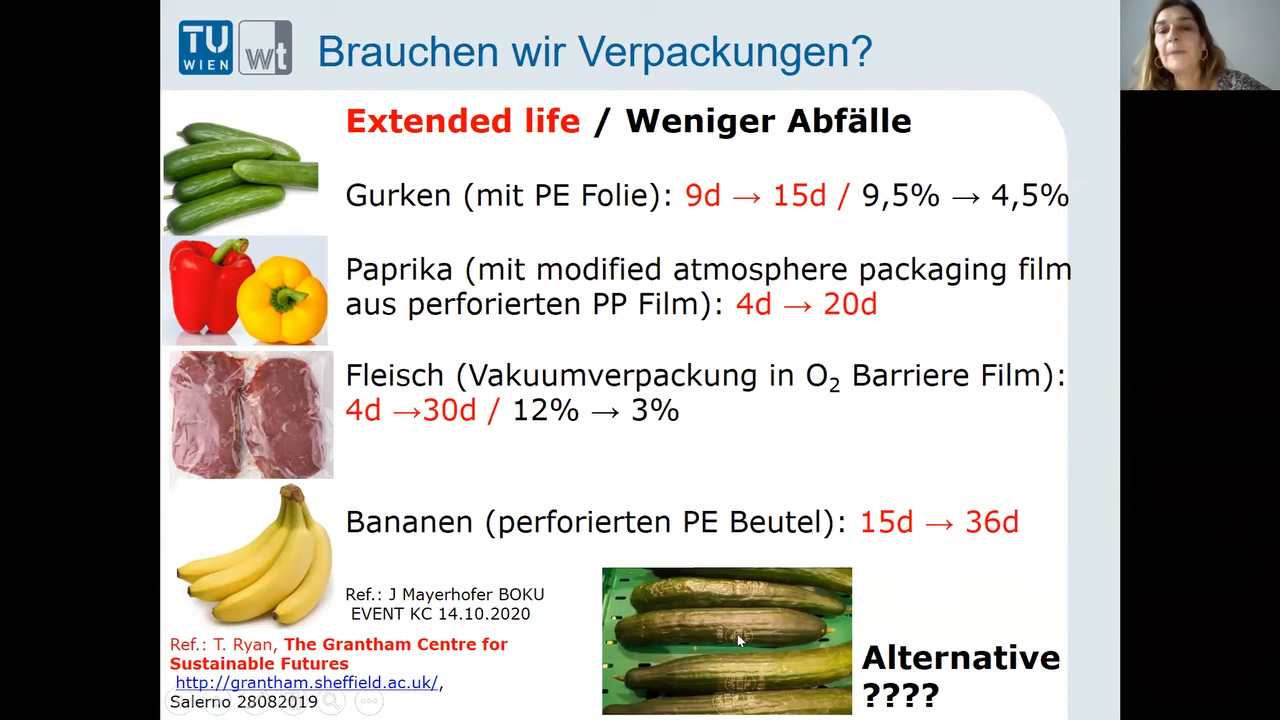 TU
WIEN
wt
Brauchen wir Verpackungen?
Extended life / Weniger Abfälle
Gurken (mit PE Folie): 9d → 15d / 9,5% → 4,5%
Paprika (mit modified atmosphere packaging film
aus perforierten PP Film): 4d → 20d
Fleisch (Vakuumverpackung in O₂ Barriere Film):
4d →30d / 12% → 3%
Bananen (perforierten PE Beutel): 15d → 36d
Ref.: J Mayerhofer BOKU
EVENT KC 14.10.2020
Ref.: T. Ryan, The Grantham Centre for
Sustainable Futures
http://grantham.sheffield.ac.uk/,
Salerno 28082019
Alternative
????